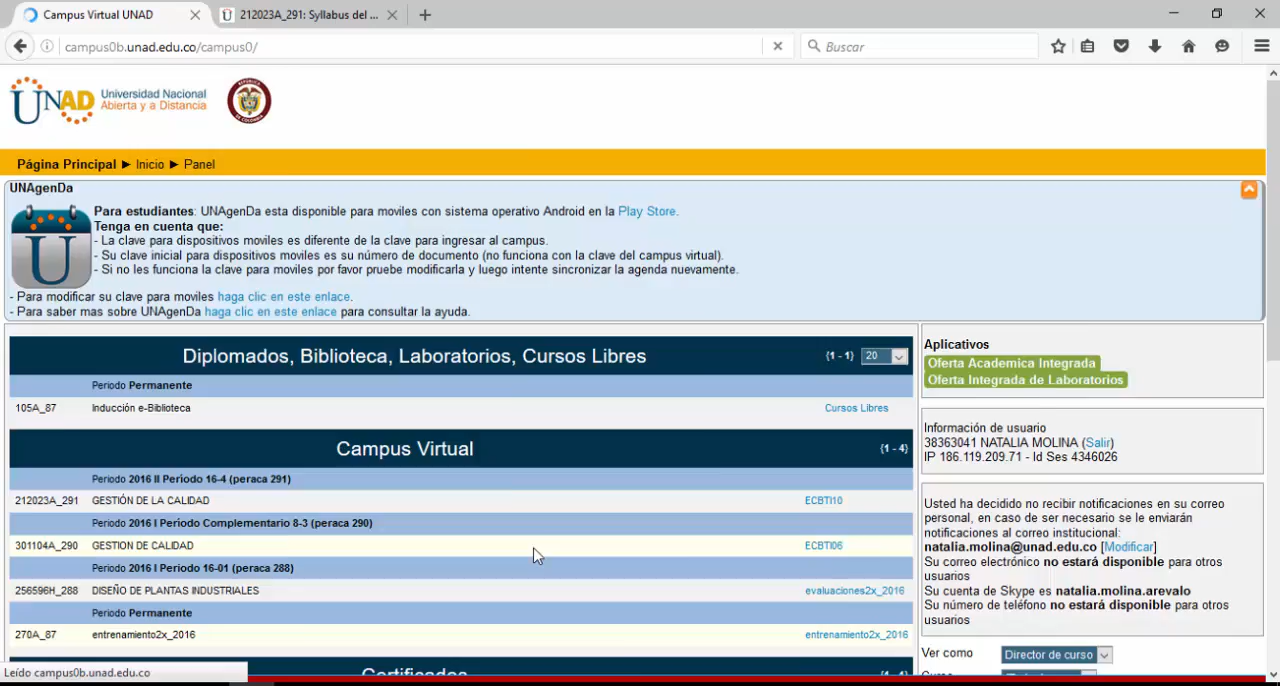 Campus Virtual UNAD
212023A_291: Syllabus del ...
campus0b.unad.edu.co/campus0/
Buscar
UNAD Universidad Nacional
Abierta y a Distancia
Página Principal ► Inicio ► Panel
UNAgenDa
Para estudiantes: UNAgenDa esta disponible para moviles con sistema operativo Android en la Play Store.
Tenga en cuenta que:
- La clave para dispositivos moviles es diferente de la clave para ingresar al campus.
- Su clave inicial para dispositivos moviles es su número de documento (no funciona con la clave del campus virtual).
- Si no les funciona la clave para moviles por favor pruebe modificarla y luego intente sincronizar la agenda nuevamente.
- Para modificar su clave para moviles haga clic en este enlace.
- Para saber mas sobre UNAgenDa haga clic en este enlace para consultar la ayuda.
Diplomados, Biblioteca, Laboratorios, Cursos Libres {1 - 1} 20
Periodo Permanente
105A_87 Inducción e-Biblioteca Cursos Libres
Campus Virtual {1 - 4}
Periodo 2016 II Período 16-4 (peraca 291)
212023A_291 GESTIÓN DE LA CALIDAD ECBTI10
Periodo 2016 I Período Complementario 8-3 (peraca 290)
301104A_290 GESTION DE CALIDAD ECBTI06
Periodo 2016 I Periodo 16-01 (peraca 288)
256596H_288 DISEÑO DE PLANTAS INDUSTRIALES evaluaciones2x_2016
Periodo Permanente
270A_87 entrenamiento2x_2016 entrenamiento2x_2016
Certificados {1 - 4}
Aplicativos
Oferta Academica Integrada
Oferta Integrada de Laboratorios
Información de usuario
38363041 NATALIA MOLINA (Salir)
IP 186.119.209.71 - Id Ses 4346026
Usted ha decidido no recibir notificaciones en su correo
personal, en caso de ser necesario se le enviarán
notificaciones al correo institucional:
natalia.molina@unad.edu.co [Modificar]
Su correo electrónico no estará disponible para otros
usuarios
Su cuenta de Skype es natalia.molina.arevalo
Su número de teléfono no estará disponible para otros
usuarios
Ver como Director de curso
Leído campus0b.unad.edu.co